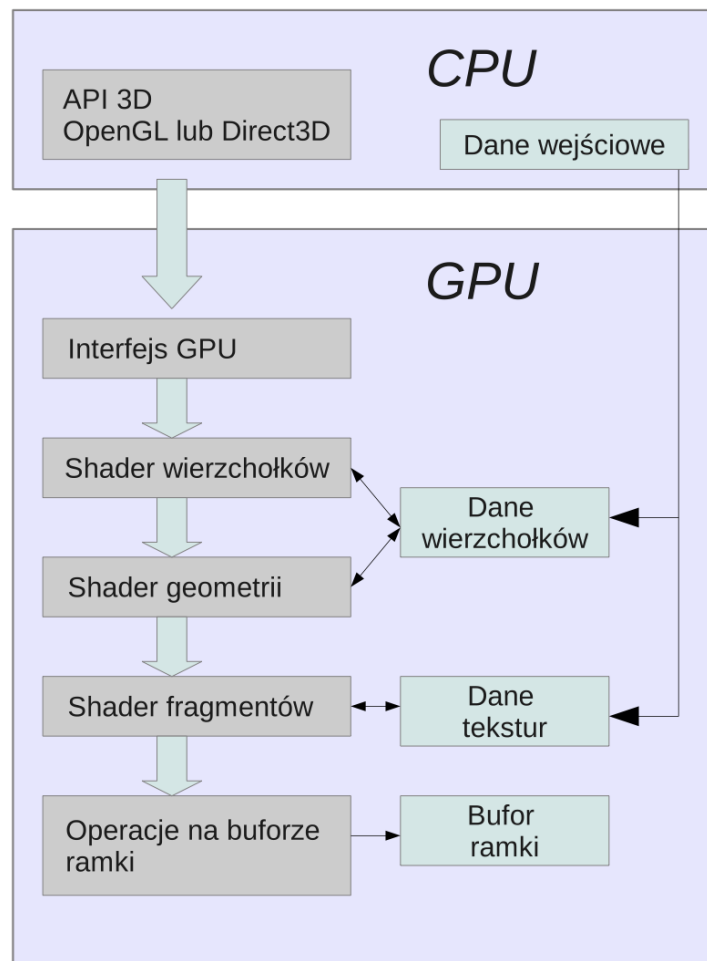 CPU
API 3D
OpenGL lub Direct3D
Dane wejściowe
GPU
Interfejs GPU
Shader wierzchołków
Dane
wierzchołków
Shader geometrii
Shader fragmentów
Dane
tekstur
Operacje na buforze
ramki
Bufor
ramki